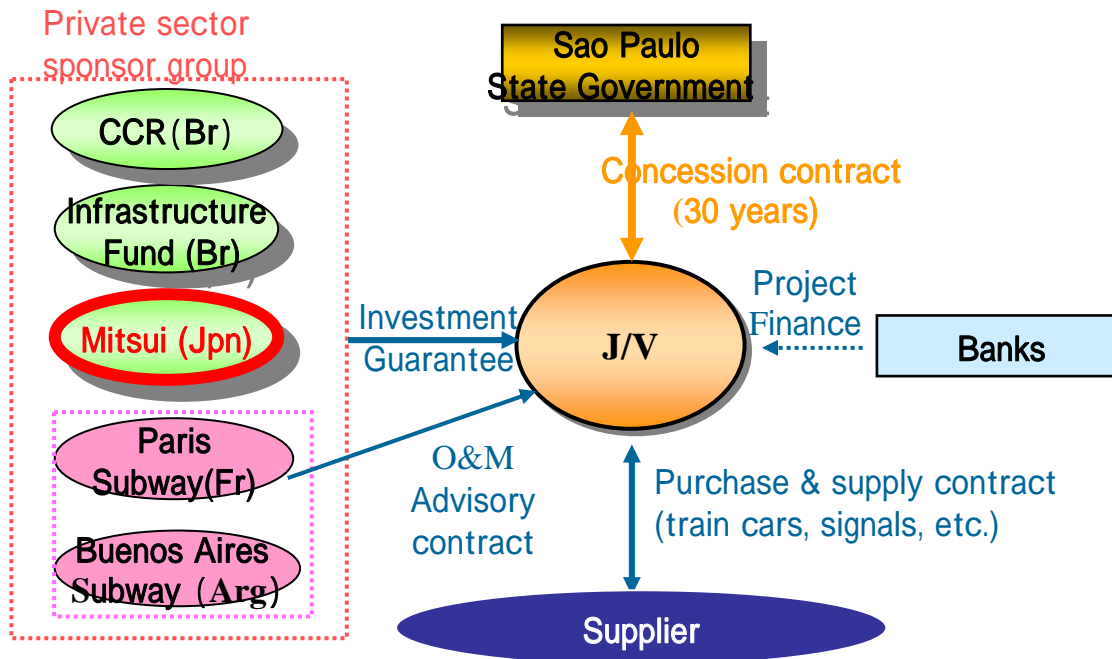 Private sector
sponsor group
CCR(Br)
Infrastructure
Fund (Br)
Mitsui (Jpn)
Paris
Subway(Fr)
Buenos Aires
Subway (Arg)
Sao Paulo
State Government
Concession contract
(30 years)
Investment
Guarantee
J/V
Project
Finance
Banks
O&M
Advisory
contract
Purchase & supply contract
(train cars, signals, etc.)
Supplier